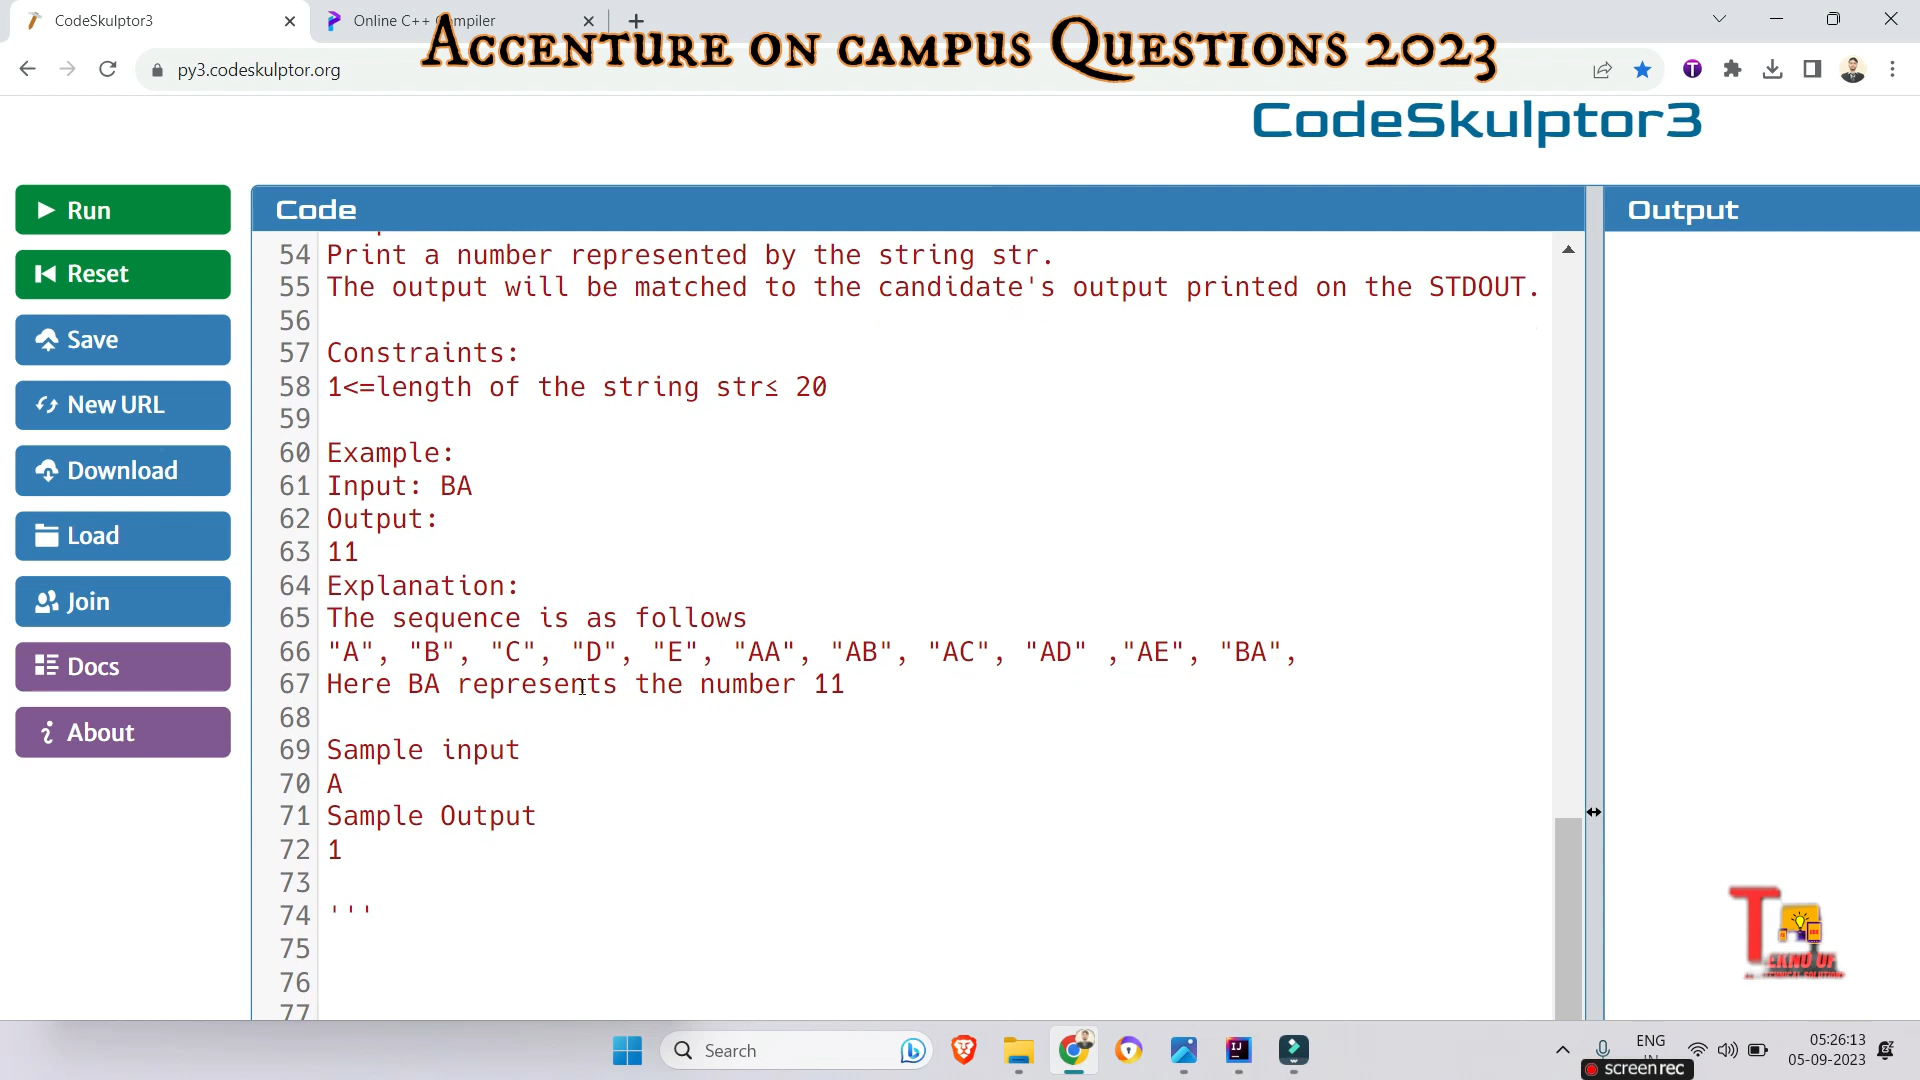 CodeSkulptor3
Online C++ Compiler
Accenture on campus Questions 2023
py3.codeskulptor.org
CodeSkulptor3
Run
Reset
Save
New URL
Download
Load
Join
Docs
About
Code
Output
54 Print a number represented by the string str.
55 The output will be matched to the candidate's output printed on the STDOUT.
56
57 Constraints:
58 1<=length of the string str≤ 20
59
60 Example:
61 Input: BA
62 Output:
63 11
64 Explanation:
65 The sequence is as follows
66 "A", "B", "C", "D", "E", "AA", "AB", "AC", "AD" ,"AE", "BA",
67 Here BA represents the number 11
68
69 Sample input
70 A
71 Sample Output
72 1
73
74 '''
75
76
77
Search
ENG
05:26:13
05-09-2023
screenrec